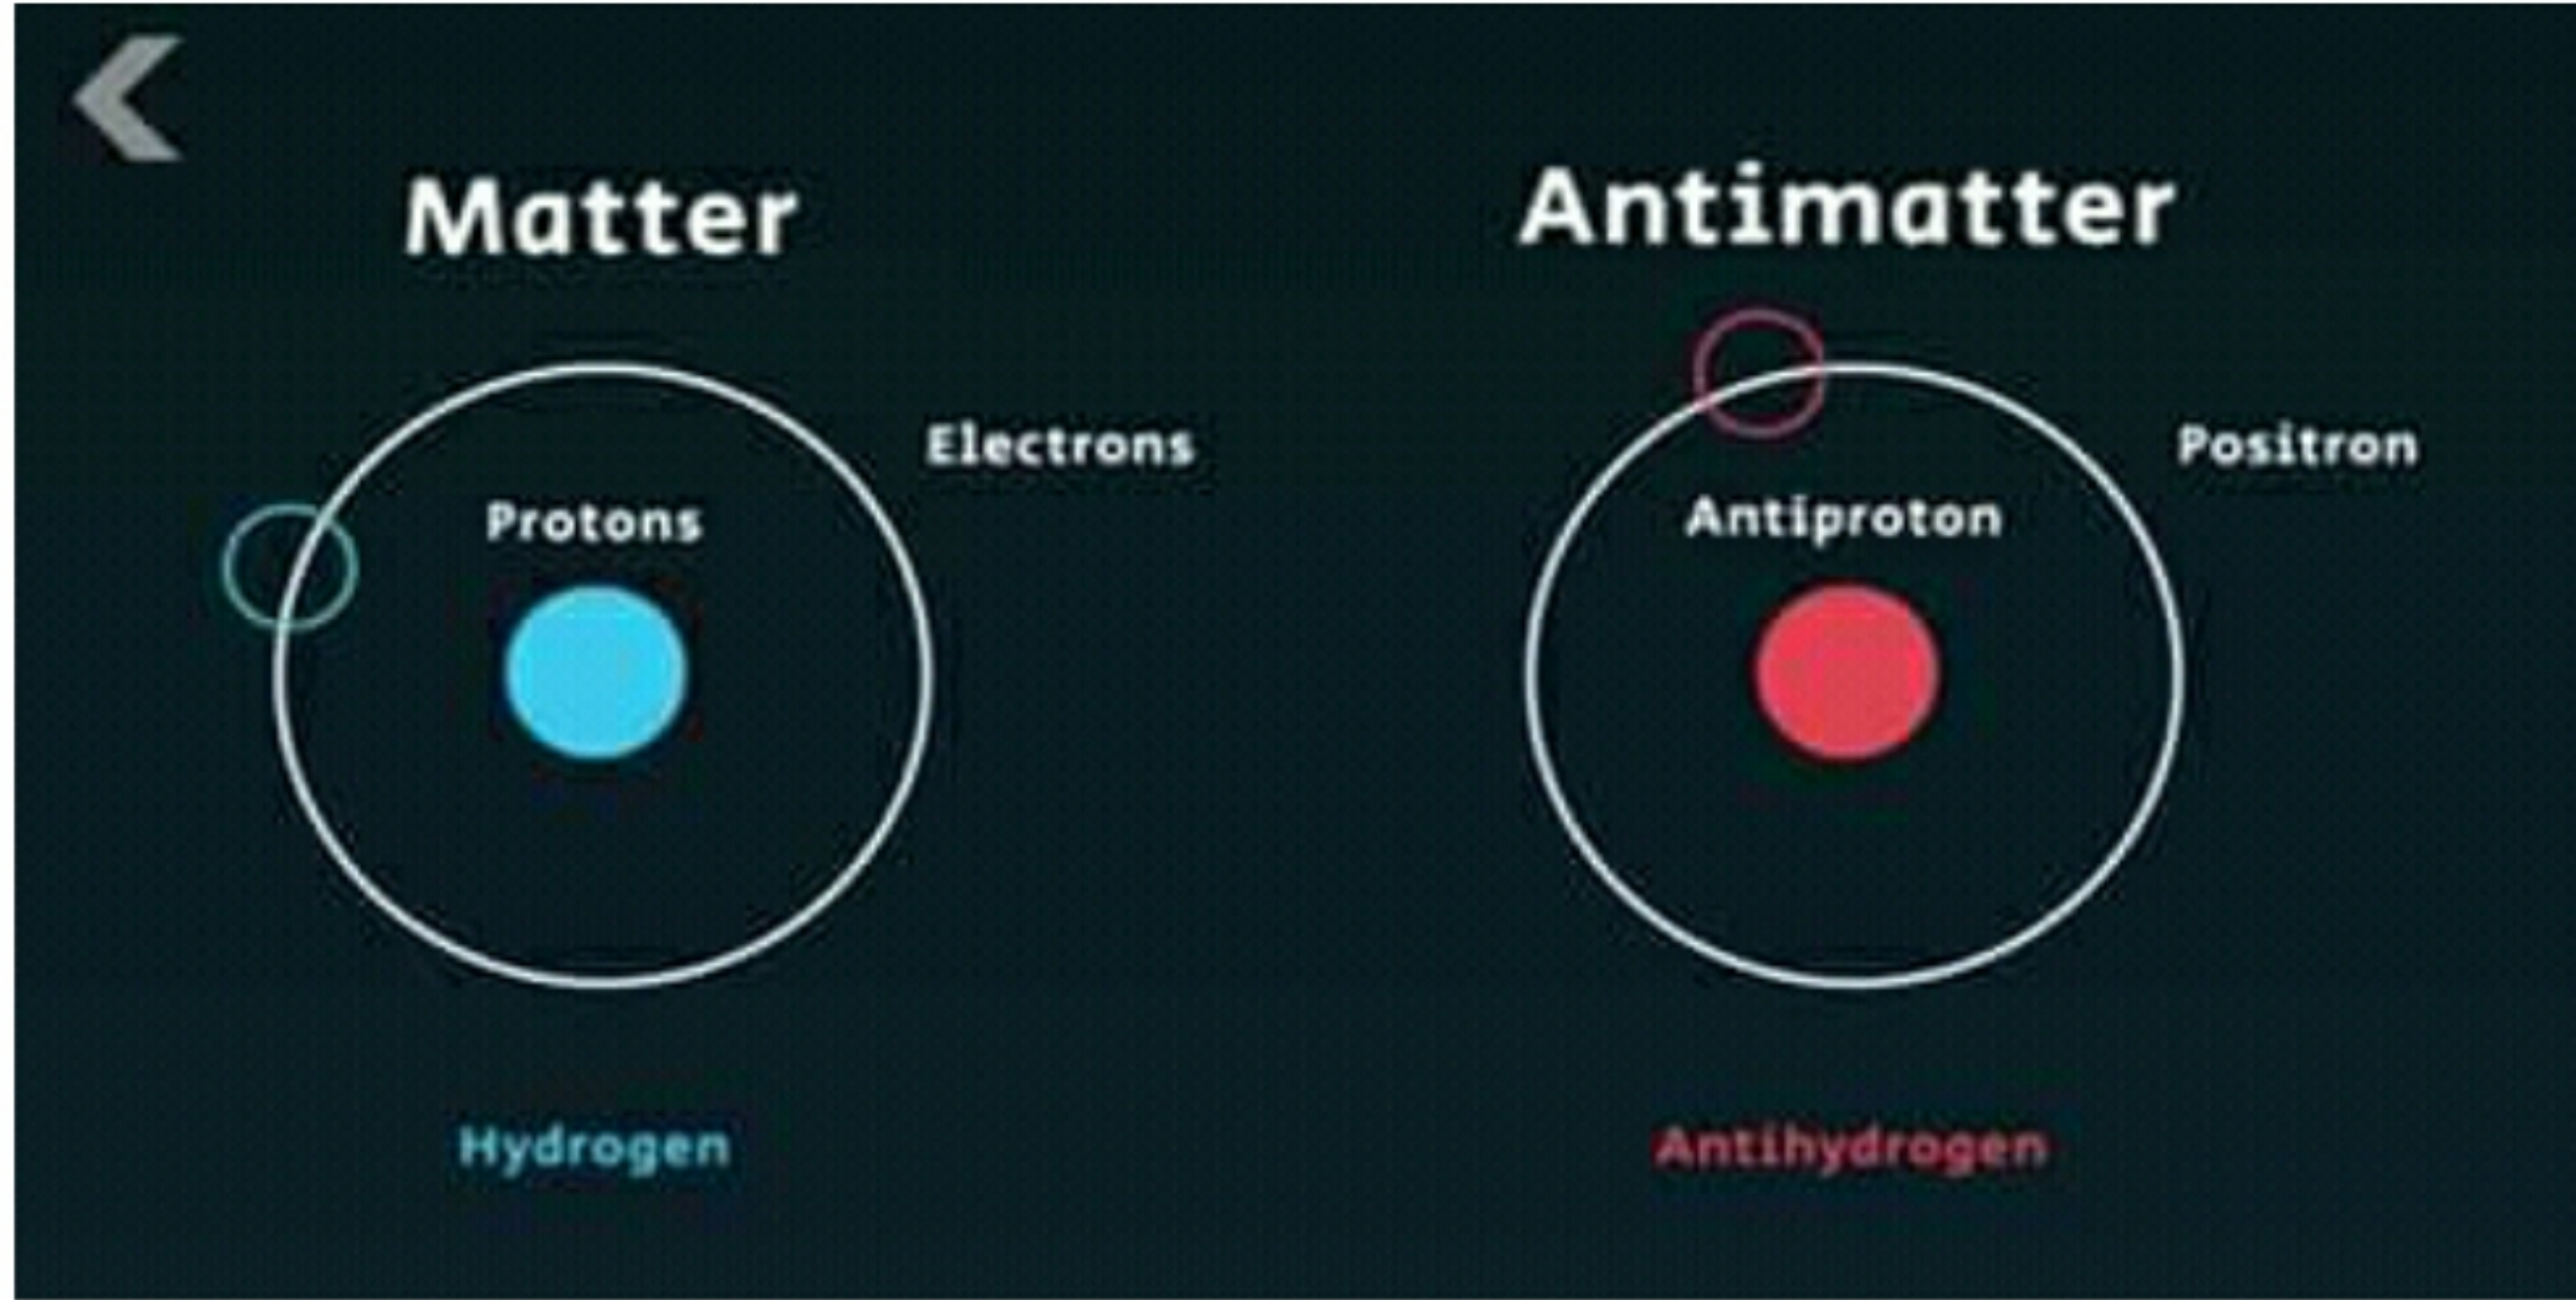 Matter
Antimatter
Electrons
Positron
Protons
Antiproton
Hydrogen
Antihydrogen